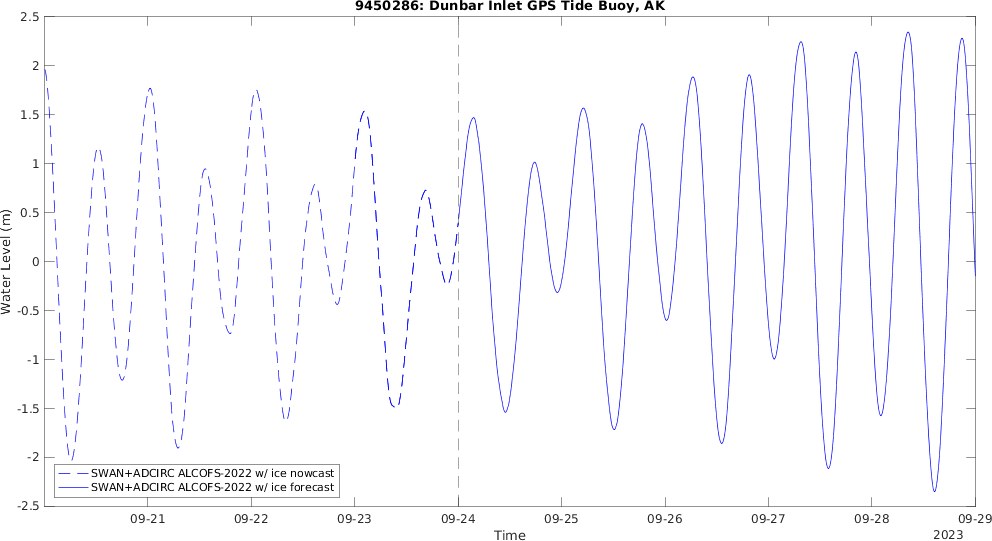 9450286: Dunbar Inlet GPS Tide Buoy, AK
2.5
2
1.5
1
0.5
0
-0.5
-1
-1.5
-2
-2.5
Water Level (m)
SWAN+ADCIRC ALCOFS-2022 w/ ice nowcast
SWAN+ADCIRC ALCOFS-2022 w/ ice forecast
09-21 09-22 09-23 09-24 09-25 09-26 09-27 09-28 09-29
Time
2023